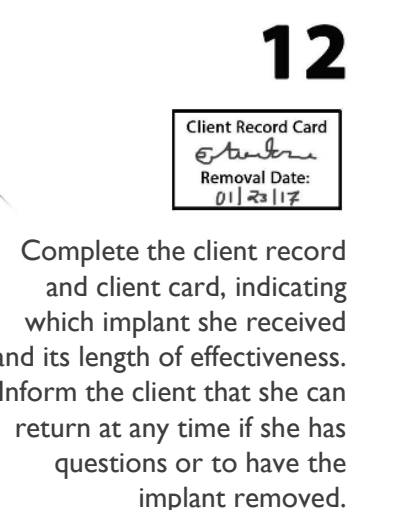 12
Client Record Card
Removal Date:
01|23|17
Complete the client record
and client card, indicating
which implant she received
and its length of effectiveness.
Inform the client that she can
return at any time if she has
questions or to have the
implant removed.